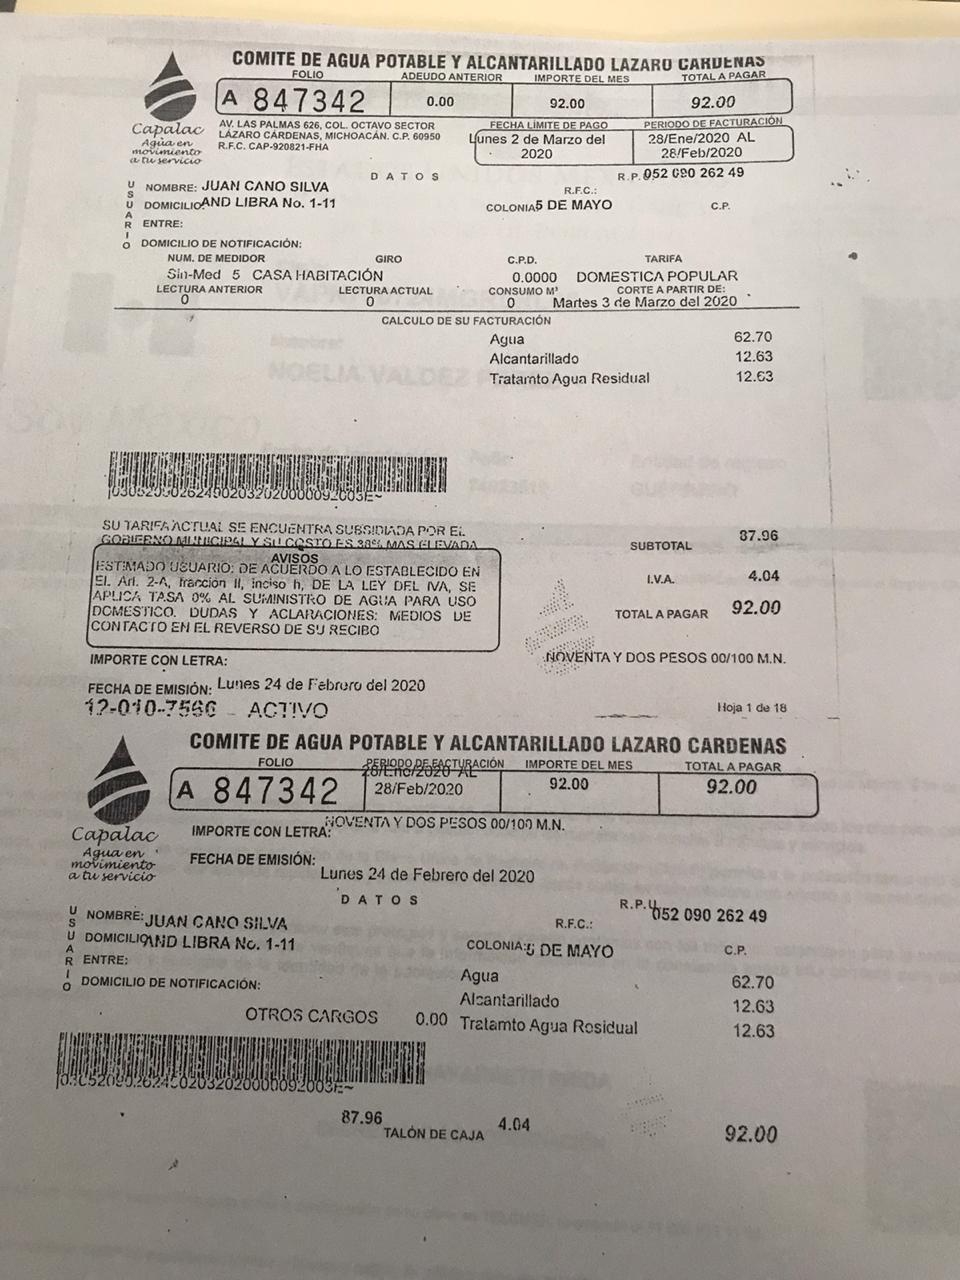 COMITE DE AGUA POTABLE Y ALCANTARILLADO LAZARO CARDENAS
FOLIO ADEUDO ANTERIOR IMPORTE DEL MES TOTAL A PAGAR
A 847342 0.00 92.00 92.00
Capalac
Agua en
movimiento
a tu servicio
AV. LAS PALMAS 626, COL. OCTAVO SECTOR
LÁZARO CÁRDENAS, MICHOACÁN. C.P. 60950
R.F.C. CAP-920821-FHA
FECHA LÍMITE DE PAGO PERIODO DE FACTURACIÓN
Lunes 2 de Marzo del 2020
28/Ene/2020 AL
28/Feb/2020
DATOS R.P. 052 090 262 49
USUARIO
NOMBRE: JUAN CANO SILVA R.F.C.:
DOMICILIO AND LIBRA No. 1-11 COLONIA 5 DE MAYO C.P.
ENTRE:
DOMICILIO DE NOTIFICACIÓN:
NUM. DE MEDIDOR GIRO C.P.D. TARIFA
Sin-Med 5 CASA HABITACIÓN 0.0000 DOMESTICA POPULAR
LECTURA ANTERIOR LECTURA ACTUAL CONSUMO M³ CORTE A PARTIR DE:
0 0 0 Martes 3 de Marzo del 2020
CALCULO DE SU FACTURACIÓN
Agua 62.70
Alcantarillado 12.63
Tratamto Agua Residual 12.63
SU TARIFA ACTUAL SE ENCUENTRA SUBSIDIADA POR EL
GOBIERNO MUNICIPAL Y SU COSTO ES 38% MAS ELEVADA
AVISOS
ESTIMADO USUARIO: DE ACUERDO A LO ESTABLECIDO EN
EL Art. 2-A, fracción II, inciso h, DE LA LEY DEL IVA, SE
APLICA TASA 0% AL SUMINISTRO DE AGUA PARA USO
DOMESTICO. DUDAS Y ACLARACIONES: MEDIOS DE
CONTACTO EN EL REVERSO DE SU RECIBO
SUBTOTAL 87.96
I.V.A. 4.04
TOTAL A PAGAR 92.00
IMPORTE CON LETRA: NOVENTA Y DOS PESOS 00/100 M.N.
FECHA DE EMISIÓN: Lunes 24 de Febrero del 2020
12-010-7566 - ACTIVO Hoja 1 de 18
COMITE DE AGUA POTABLE Y ALCANTARILLADO LAZARO CARDENAS
FOLIO PERIODO DE FACTURACIÓN IMPORTE DEL MES TOTAL A PAGAR
A 847342 28/Ene/2020 AL 28/Feb/2020 92.00 92.00
Capalac
Agua en
movimiento
a tu servicio
IMPORTE CON LETRA: NOVENTA Y DOS PESOS 00/100 M.N.
FECHA DE EMISIÓN: Lunes 24 de Febrero del 2020
DATOS R.P.U. 052 090 262 49
USUARIO
NOMBRE: JUAN CANO SILVA R.F.C.:
DOMICILIO AND LIBRA No. 1-11 COLONIA: 5 DE MAYO C.P.
ENTRE:
DOMICILIO DE NOTIFICACIÓN:
Agua 62.70
Alcantarillado 12.63
OTROS CARGOS 0.00 Tratamto Agua Residual 12.63
87.96 TALÓN DE CAJA 4.04 92.00